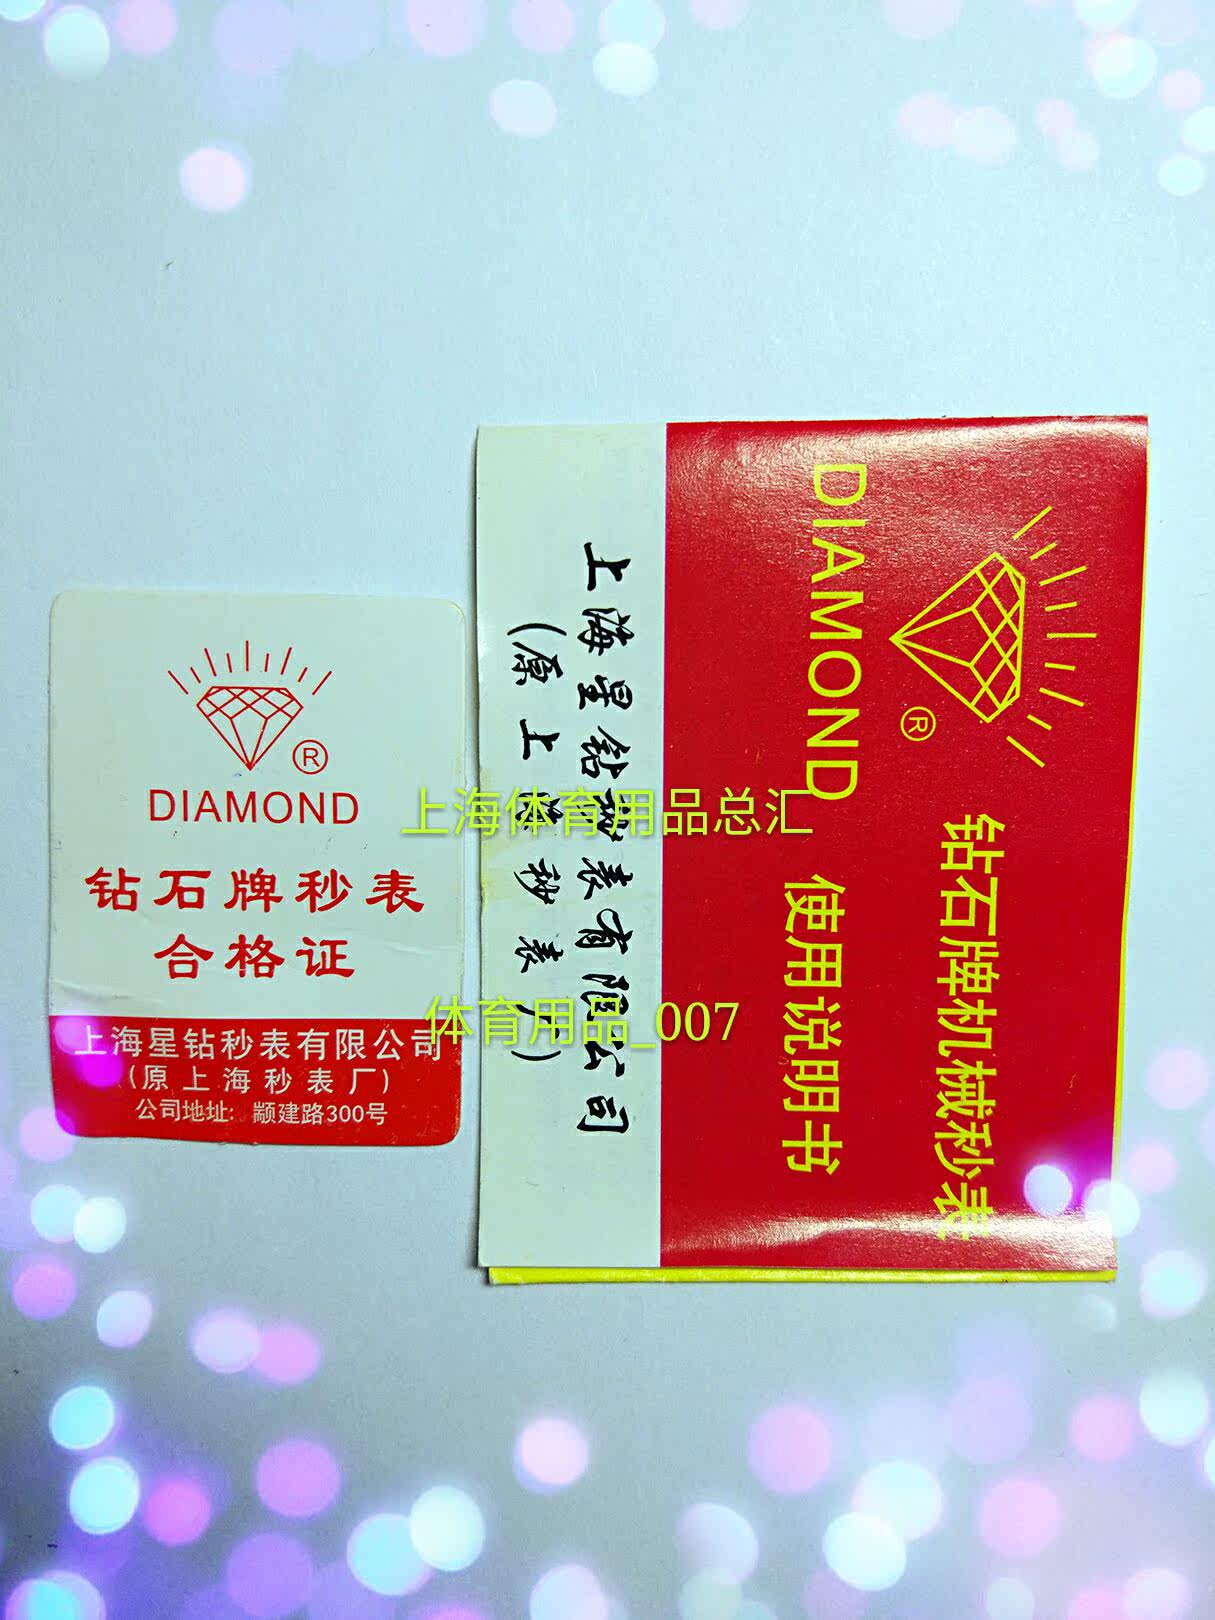 ®
DIAMOND
钻石牌秒表
合格证
上海星钻秒表有限公司
(原上海秒表厂)
公司地址: 颛建路300号
®
DIAMOND
钻石牌机械秒表
使用说明书
上海星钻秒表有限公司
(原上海秒表厂)
上海体育用品总汇
体育用品_007